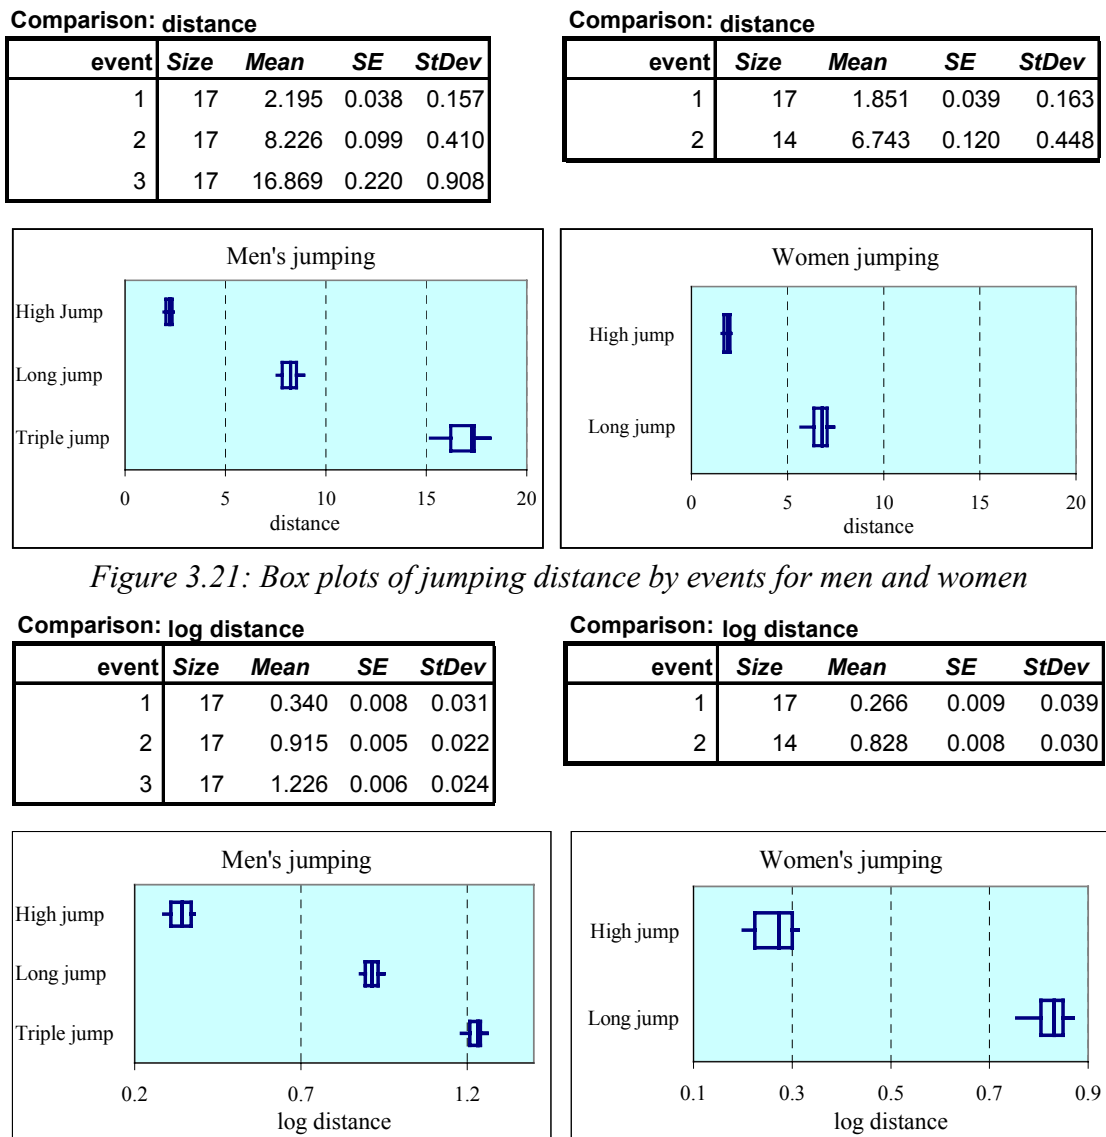 Comparison: distance
event Size Mean SE StDev
1 17 2.195 0.038 0.157
2 17 8.226 0.099 0.410
3 17 16.869 0.220 0.908
Comparison: distance
event Size Mean SE StDev
1 17 1.851 0.039 0.163
2 14 6.743 0.120 0.448
Men's jumping
High Jump
Long jump
Triple jump
0 5 10 15 20
distance
Women jumping
High jump
Long jump
0 5 10 15 20
distance
Figure 3.21: Box plots of jumping distance by events for men and women
Comparison: log distance
event Size Mean SE StDev
1 17 0.340 0.008 0.031
2 17 0.915 0.005 0.022
3 17 1.226 0.006 0.024
Comparison: log distance
event Size Mean SE StDev
1 17 0.266 0.009 0.039
2 14 0.828 0.008 0.030
Men's jumping
High jump
Long jump
Triple jump
0.2 0.7 1.2
log distance
Women's jumping
High jump
Long jump
0.1 0.3 0.5 0.7 0.9
log distance